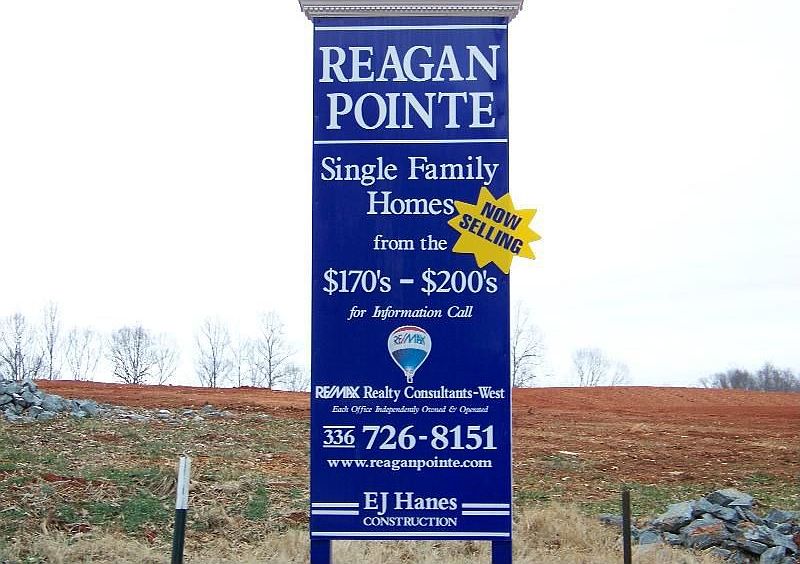 REAGAN
POINTE
Single Family
Homes
NOW
SELLING
from the
$170's – $200's
for Information Call
RE/MAX
RE/MAX Realty Consultants-West
Each Office Independently Owned & Operated
336 726-8151
www.reaganpointe.com
EJ Hanes
CONSTRUCTION